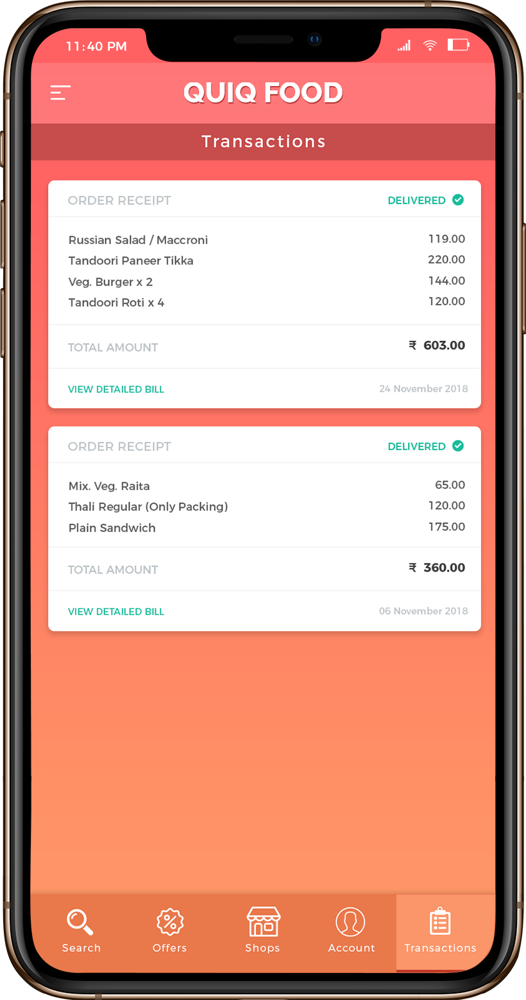 11:40 PM
QUIQ FOOD
Transactions
ORDER RECEIPT DELIVERED
Russian Salad / Maccroni 119.00
Tandoori Paneer Tikka 220.00
Veg. Burger x 2 144.00
Tandoori Roti x 4 120.00
TOTAL AMOUNT ₹ 603.00
VIEW DETAILED BILL 24 November 2018
ORDER RECEIPT DELIVERED
Mix. Veg. Raita 65.00
Thali Regular (Only Packing) 120.00
Plain Sandwich 175.00
TOTAL AMOUNT ₹ 360.00
VIEW DETAILED BILL 06 November 2018
Search Offers Shops Account Transactions